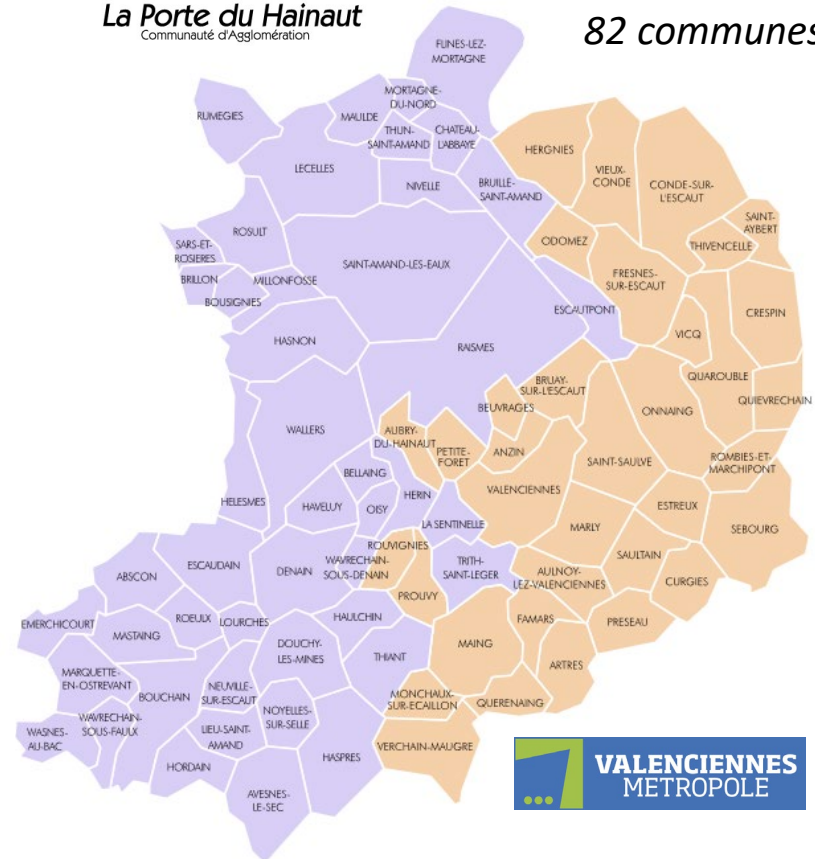 La Porte du Hainaut
Communauté d'Agglomération
82 communes
FLINES-LEZ-
MORTAGNE
MORTAGNE-
DU-NORD
RUMEGIES
MAULDE
THUN-
SAINT-AMAND
CHATEAU-
L'ABBAYE
HERGNIES
VIEUX-
CONDE
CONDE-SUR-
L'ESCAUT
LECELLES
NIVELLE
BRUILLE-
SAINT-AMAND
SAINT-
AYBERT
ROSULT
ODOMEZ
THIVENCELLE
SARS-ET-
ROSIERES
SAINT-AMAND-LES-EAUX
FRESNES-
SUR-ESCAUT
BRILLON
MILLONFOSSE
BOUSIGNIES
ESCAUTPONT
CRESPIN
VICQ
HASNON
RAISMES
QUAROUBLE
BRUAY-
SUR-L'ESCAUT
QUIEVRECHAIN
BEUVRAGES
ONNAING
WALLERS
AUBRY-
DU-HAINAUT
PETITE-
FORET
ANZIN
SAINT-SAULVE
ROMBIES-ET-
MARCHIPONT
BELLAING
VALENCIENNES
HELESMES
HAVELUY
OISY
HERIN
LA SENTINELLE
MARLY
ESTREUX
SEBOURG
ROUVIGNIES
WAVRECHAIN-
SOUS-DENAIN
TRITH-
SAINT-LEGER
SAULTAIN
ABSCON
ESCAUDAIN
DENAIN
AULNOY-
LEZ-VALENCIENNES
CURGIES
PROUVY
EMERCHICOURT
MASTAING
ROEULX
LOURCHES
HAULCHIN
FAMARS
PRESEAU
DOUCHY-
LES-MINES
THIANT
MAING
ARTRES
MARQUETTE-
EN-OSTREVANT
BOUCHAIN
NEUVILLE-
SUR-ESCAUT
MONCHAUX-
SUR-ECAILLON
QUERENAING
WASNES-
AU-BAC
WAVRECHAIN-
SOUS-FAULX
LIEU-SAINT-
AMAND
NOYELLES-
SUR-SELLE
HASPRES
VERCHAIN-MAUGRE
HORDAIN
AVESNES-
LE-SEC
VALENCIENNES
METROPOLE